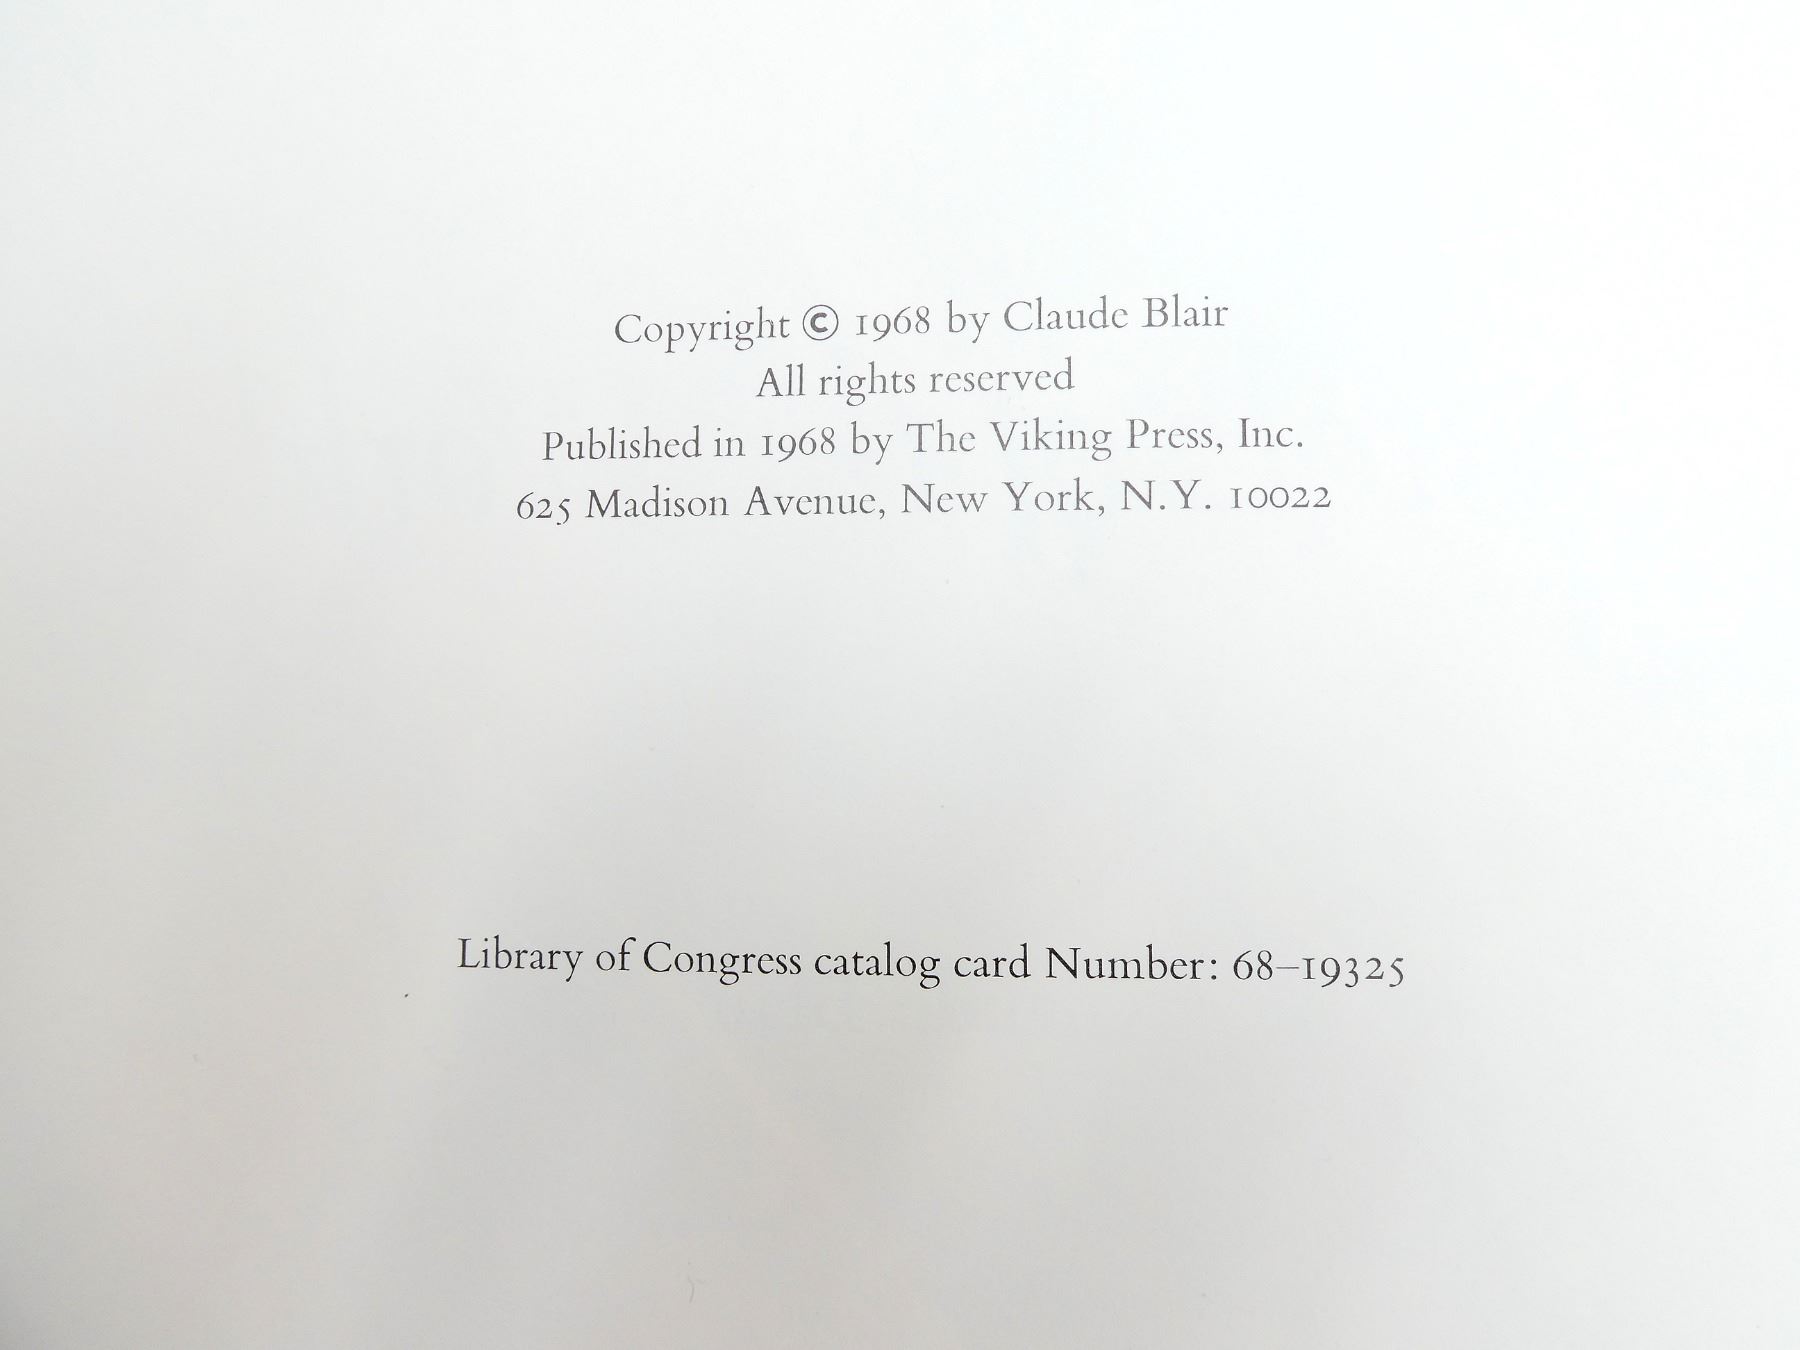 Copyright © 1968 by Claude Blair
All rights reserved
Published in 1968 by The Viking Press, Inc.
625 Madison Avenue, New York, N.Y. 10022
Library of Congress catalog card Number: 68–19325